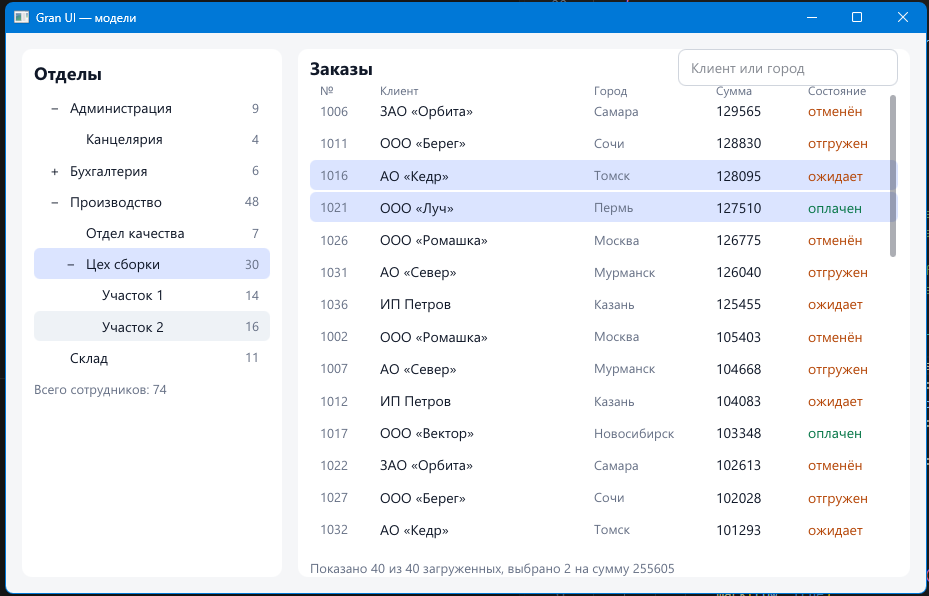 Gran UI — модели
Отделы
− Администрация 9
Канцелярия 4
+ Бухгалтерия 6
− Производство 48
Отдел качества 7
− Цех сборки 30
Участок 1 14
Участок 2 16
Склад 11
Всего сотрудников: 74
Заказы
Клиент или город
№ Клиент Город Сумма Состояние
1006 ЗАО «Орбита» Самара 129565 отменён
1011 ООО «Берег» Сочи 128830 отгружен
1016 АО «Кедр» Томск 128095 ожидает
1021 ООО «Луч» Пермь 127510 оплачен
1026 ООО «Ромашка» Москва 126775 отменён
1031 АО «Север» Мурманск 126040 отгружен
1036 ИП Петров Казань 125455 ожидает
1002 ООО «Ромашка» Москва 105403 отменён
1007 АО «Север» Мурманск 104668 отгружен
1012 ИП Петров Казань 104083 ожидает
1017 ООО «Вектор» Новосибирск 103348 оплачен
1022 ЗАО «Орбита» Самара 102613 отменён
1027 ООО «Берег» Сочи 102028 отгружен
1032 АО «Кедр» Томск 101293 ожидает
Показано 40 из 40 загруженных, выбрано 2 на сумму 255605